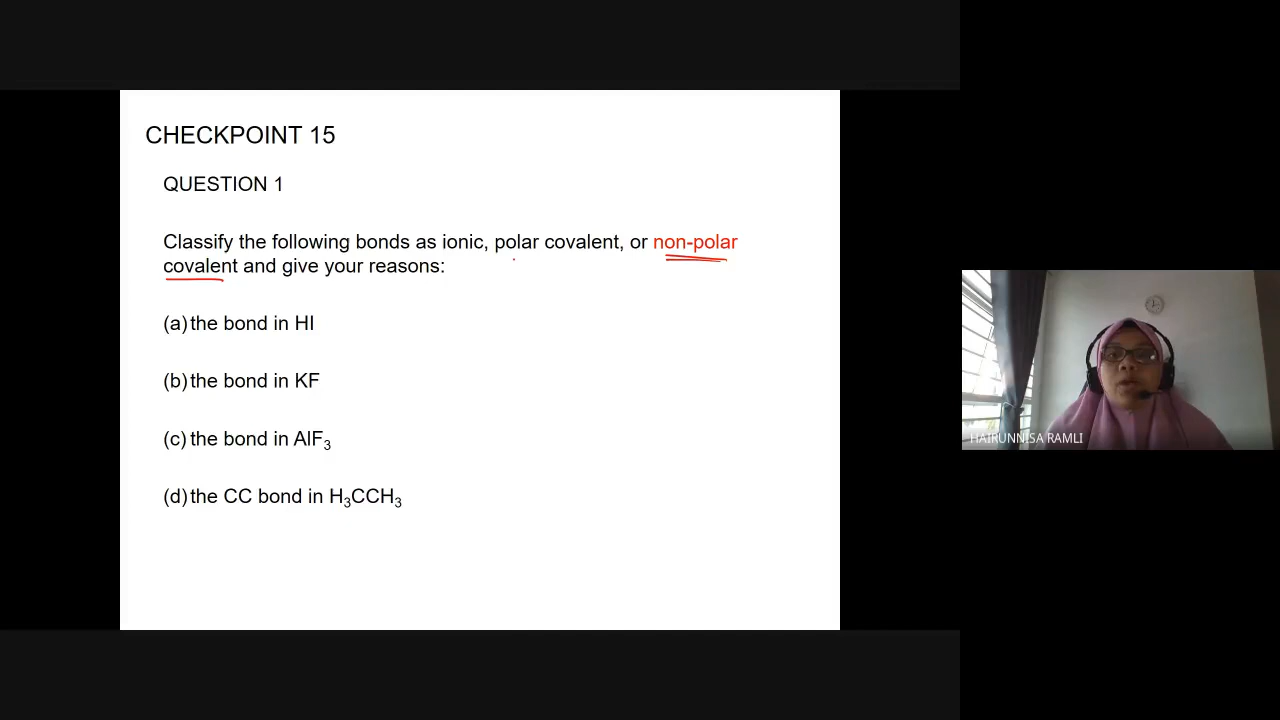 CHECKPOINT 15
QUESTION 1
Classify the following bonds as ionic, polar covalent, or non-polar
covalent and give your reasons:
(a) the bond in HI
(b) the bond in KF
(c) the bond in AlF₃
(d) the CC bond in H₃CCH₃
HAIRUNNISA RAMLI